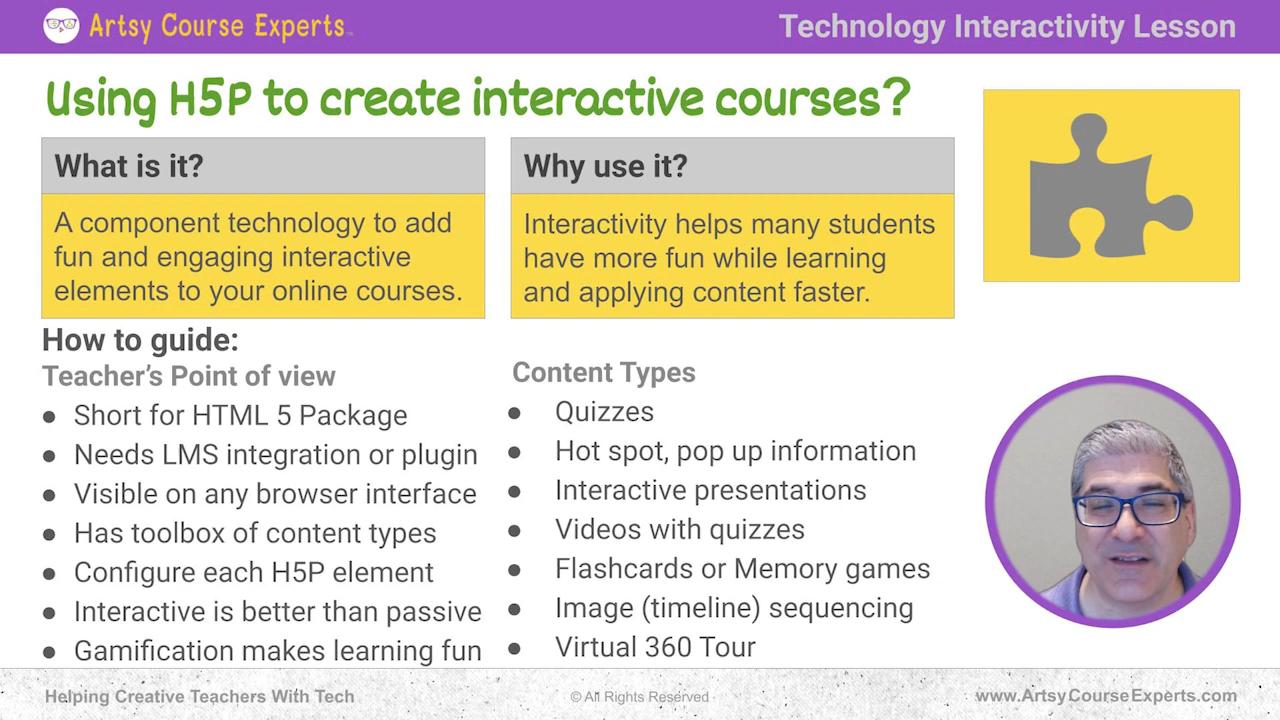 Artsy Course Experts
Technology Interactivity Lesson
Using H5P to create interactive courses?
What is it?
A component technology to add
fun and engaging interactive
elements to your online courses.
Why use it?
Interactivity helps many students
have more fun while learning
and applying content faster.
How to guide:
Teacher’s Point of view
● Short for HTML 5 Package
● Needs LMS integration or plugin
● Visible on any browser interface
● Has toolbox of content types
● Configure each H5P element
● Interactive is better than passive
● Gamification makes learning fun
Content Types
● Quizzes
● Hot spot, pop up information
● Interactive presentations
● Videos with quizzes
● Flashcards or Memory games
● Image (timeline) sequencing
● Virtual 360 Tour
Helping Creative Teachers With Tech
© All Rights Reserved
www.ArtsyCourseExperts.com